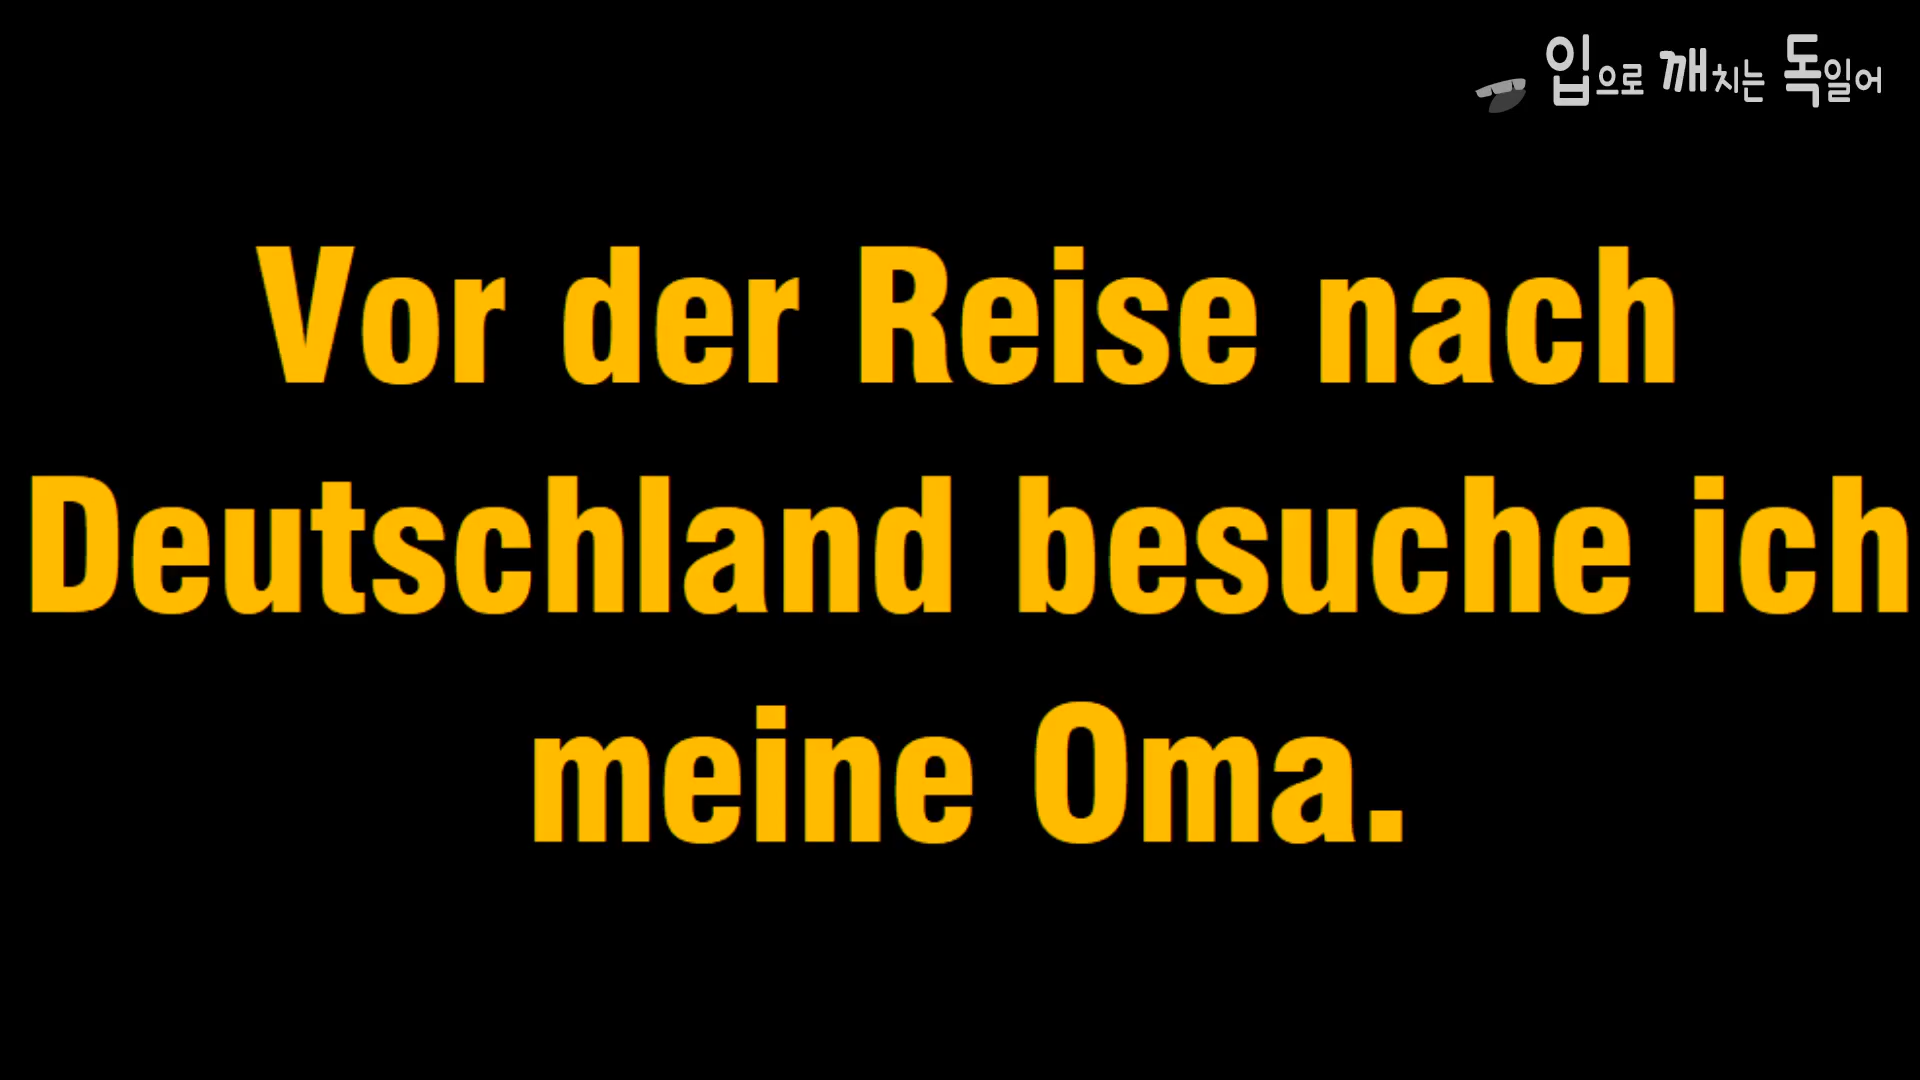 입으로 깨치는 독일어
Vor der Reise nach
Deutschland besuche ich
meine Oma.